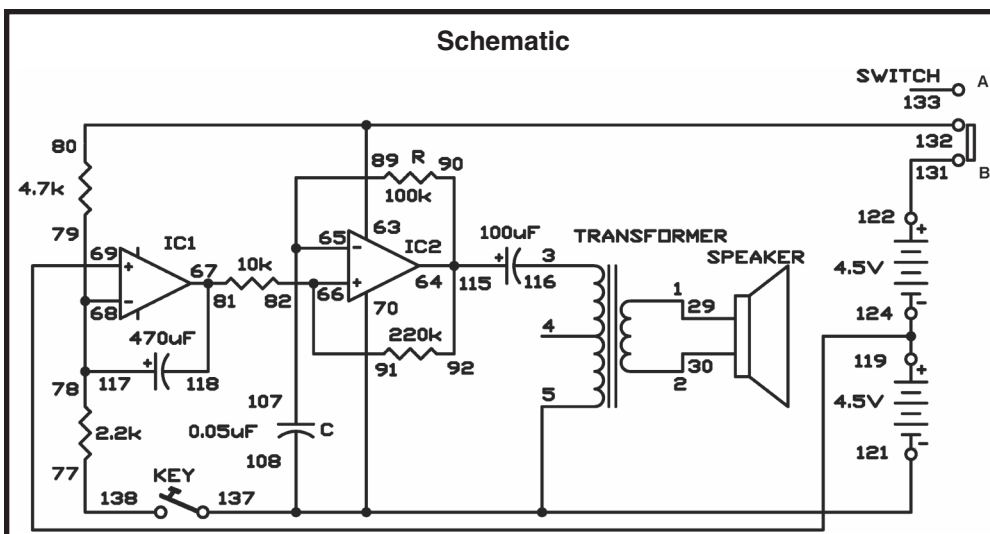 Schematic
SWITCH A
133
80 89 R 90 132
4.7k 100k 131 B
79 63 122 +
69 IC1 65 - IC2 100uF TRANSFORMER
+ 67 10k + 3 SPEAKER 4.5V
- 81 82 66 64 115 116 1 -
68 70 29 124
470uF 220k 4 119
+ 30 +
78 117 118 91 92 2 4.5V
107 5 -
2.2k 0.05uF C 121
77 108
KEY
138 137